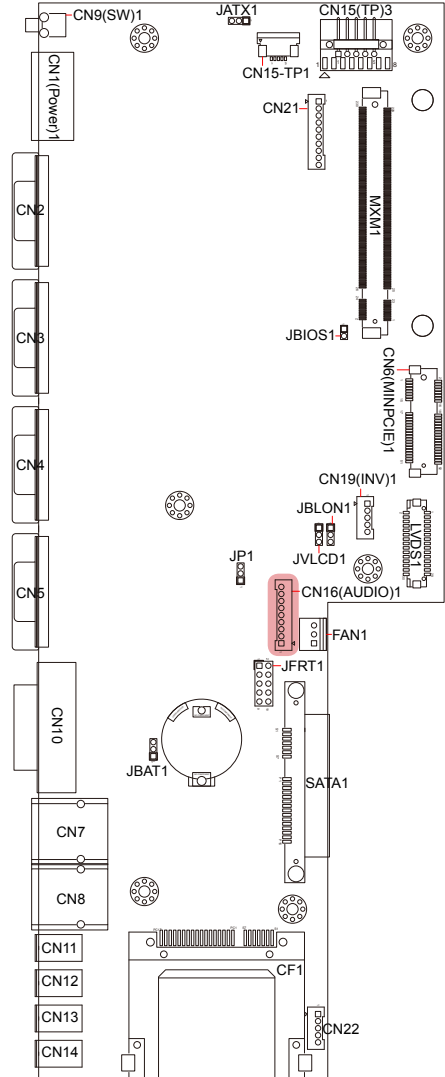 CN9(SW)1
JATX1
CN15(TP)3
CN15-TP1
1
8
CN1(Power)1
CN21
CN2
MXM1
CN3
JBIOS1
CN6(MINPCIE)1
CN4
CN19(INV)1
JBLON1
LVDS1
JVLCD1
JP1
CN5
CN16(AUDIO)1
FAN1
JFRT1
CN10
JBAT1
SATA1
CN7
CN8
CN11
CF1
CN12
CN13
CN22
CN14